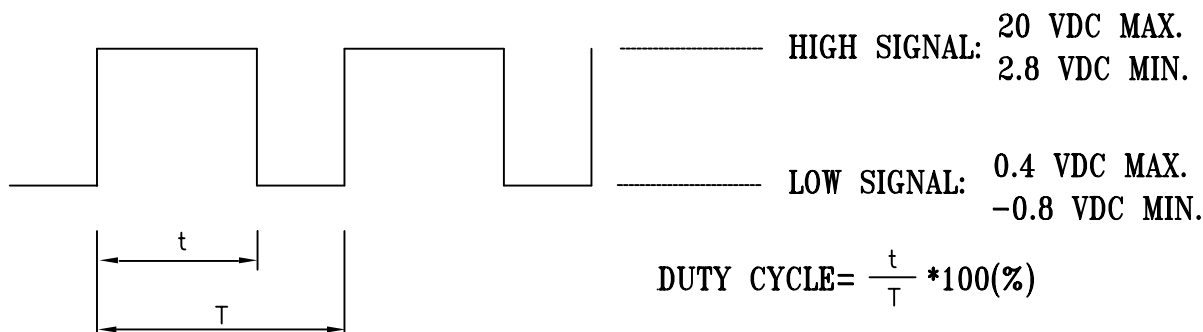 HIGH SIGNAL: 20 VDC MAX.
2.8 VDC MIN.
LOW SIGNAL: 0.4 VDC MAX.
-0.8 VDC MIN.
t
T
DUTY CYCLE= t/T *100(%)